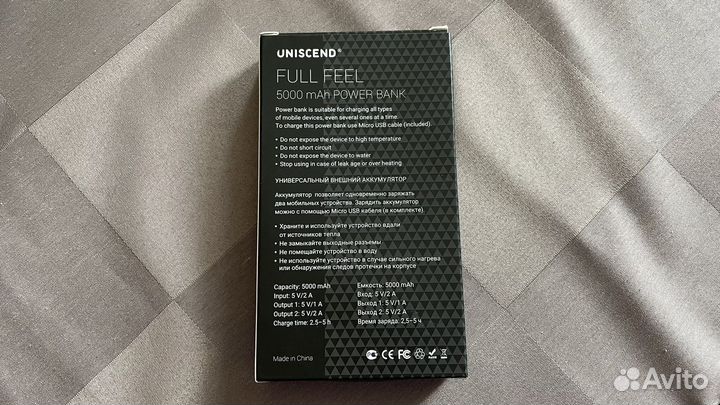 UNISCEND®
FULL FEEL
5000 mAh POWER BANK
Power bank is suitable for charging all types
of mobile devices, even several ones at a time.
To charge this power bank use Micro USB cable (included).
• Do not expose the device to high temperature
• Do not short circuit
• Do not expose the device to water
• Stop using in case of leak age or over heating
УНИВЕРСАЛЬНЫЙ ВНЕШНИЙ АККУМУЛЯТОР
Аккумулятор позволяет одновременно заряжать
два мобильных устройства. Зарядить аккумулятор
можно с помощью Micro USB кабеля (в комплекте).
• Храните и используйте устройство вдали
от источников тепла
• Не замыкайте выходные разъемы
• Не помещайте устройство в воду
• Не используйте устройство в случае сильного нагрева
или обнаружения следов протечки на корпусе
Capacity: 5000 mAh
Input: 5 V/2 A
Output 1: 5 V/1 A
Output 2: 5 V/2 A
Charge time: 2.5–5 h
Емкость: 5000 mAh
Вход: 5 V/2 A
Выход 1: 5 V/1 A
Выход 2: 5 V/2 A
Время заряда: 2,5–5 ч
Made in China
CE FC
Avito